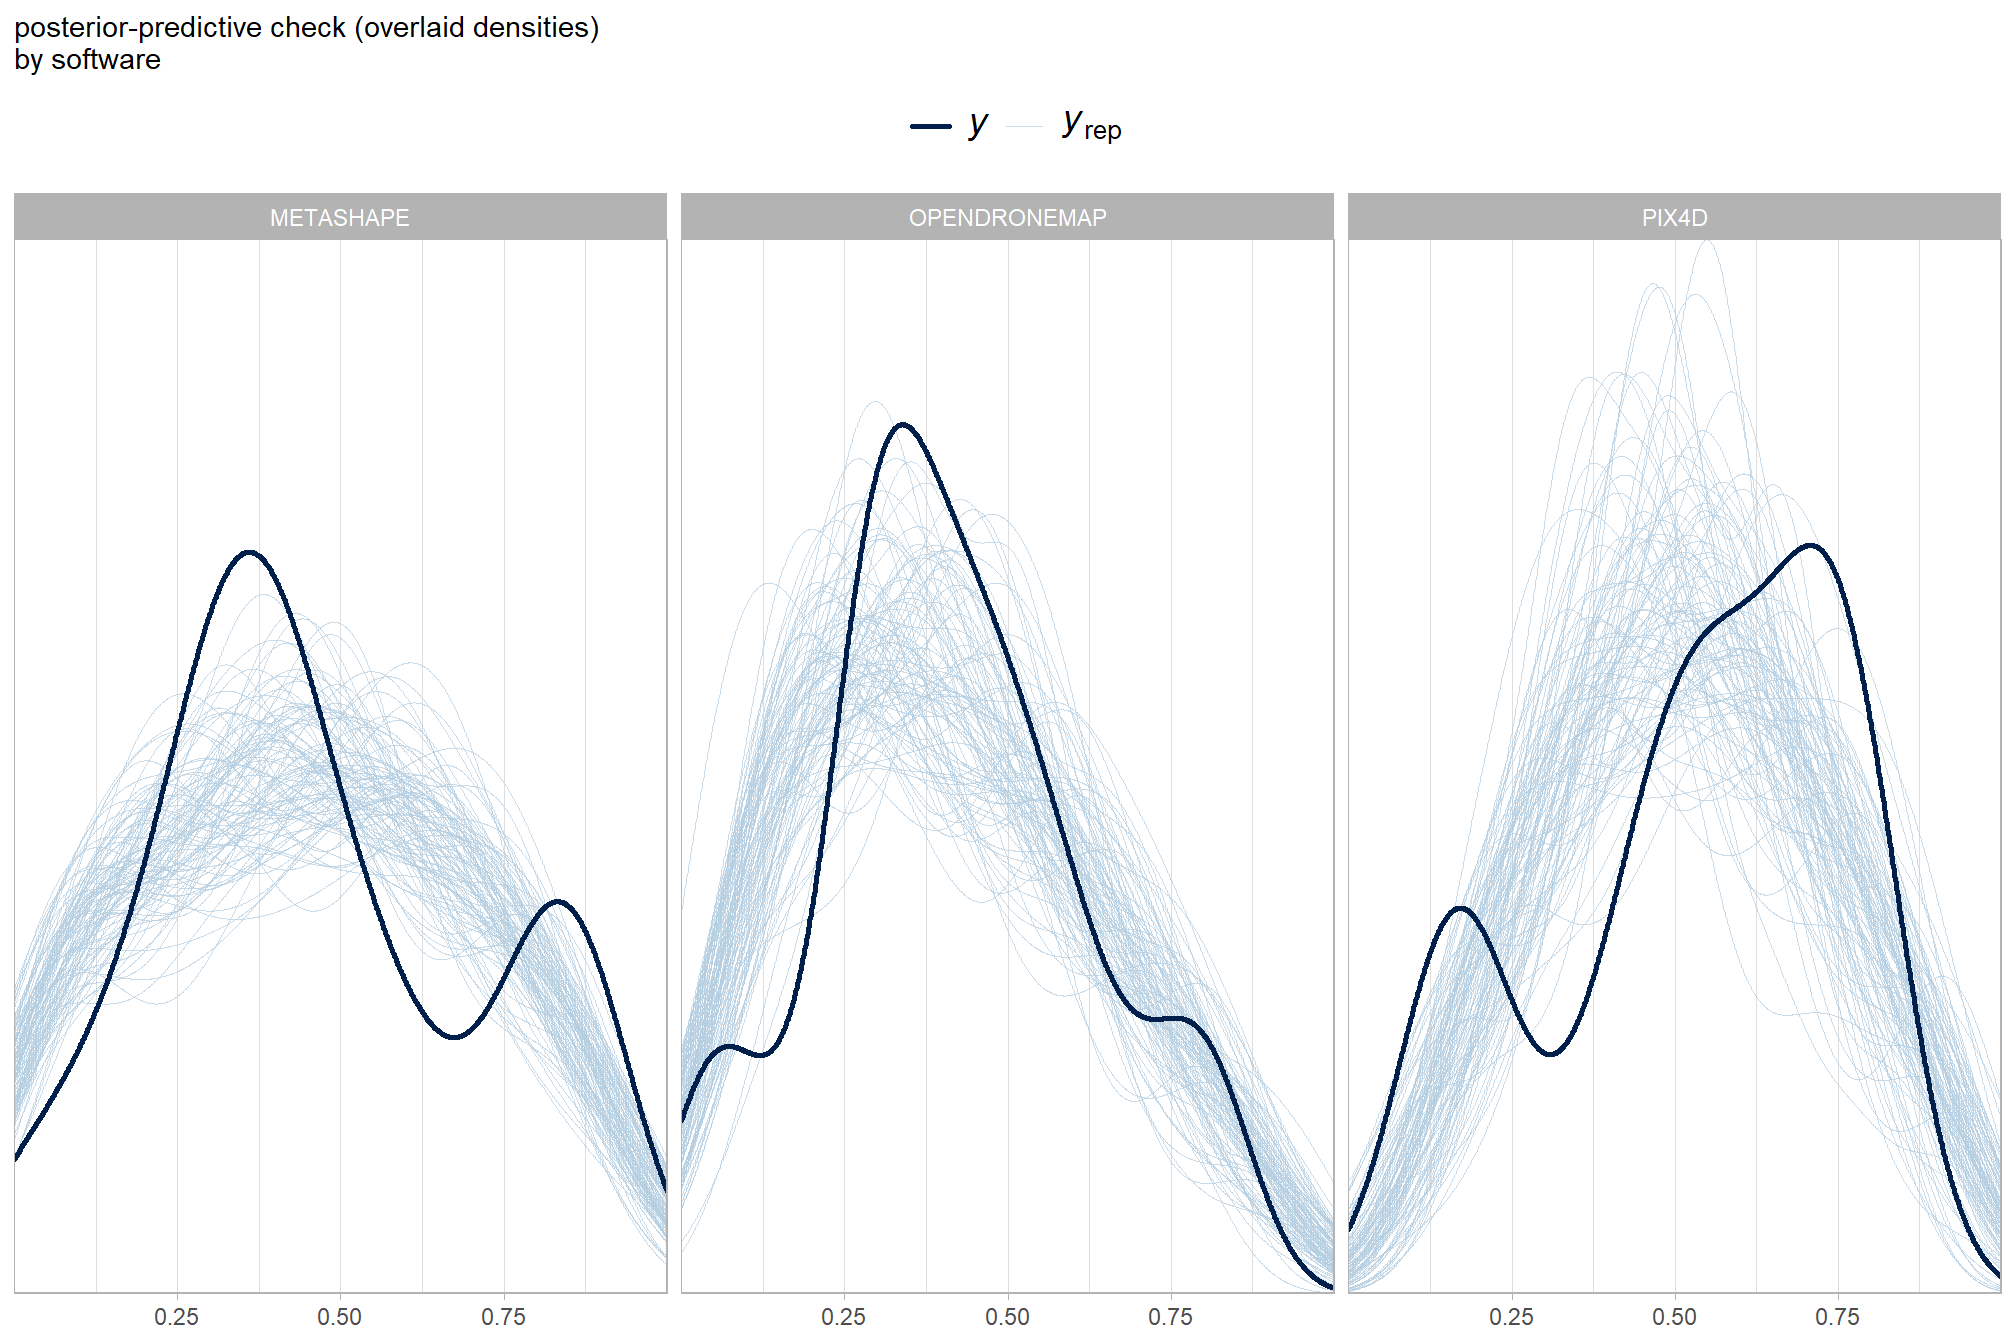 posterior-predictive check (overlaid densities)
by software
y y rep
METASHAPE OPENDRONEMAP PIX4D
0.25 0.50 0.75 0.25 0.50 0.75 0.25 0.50 0.75